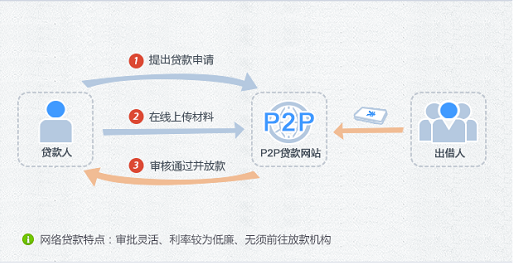 1 提出贷款申请
2 在线上传材料
P2P
贷款人
P2P贷款网站
出借人
3 审核通过并放款
i 网络贷款特点：审批灵活、利率较为低廉、无须前往放款机构